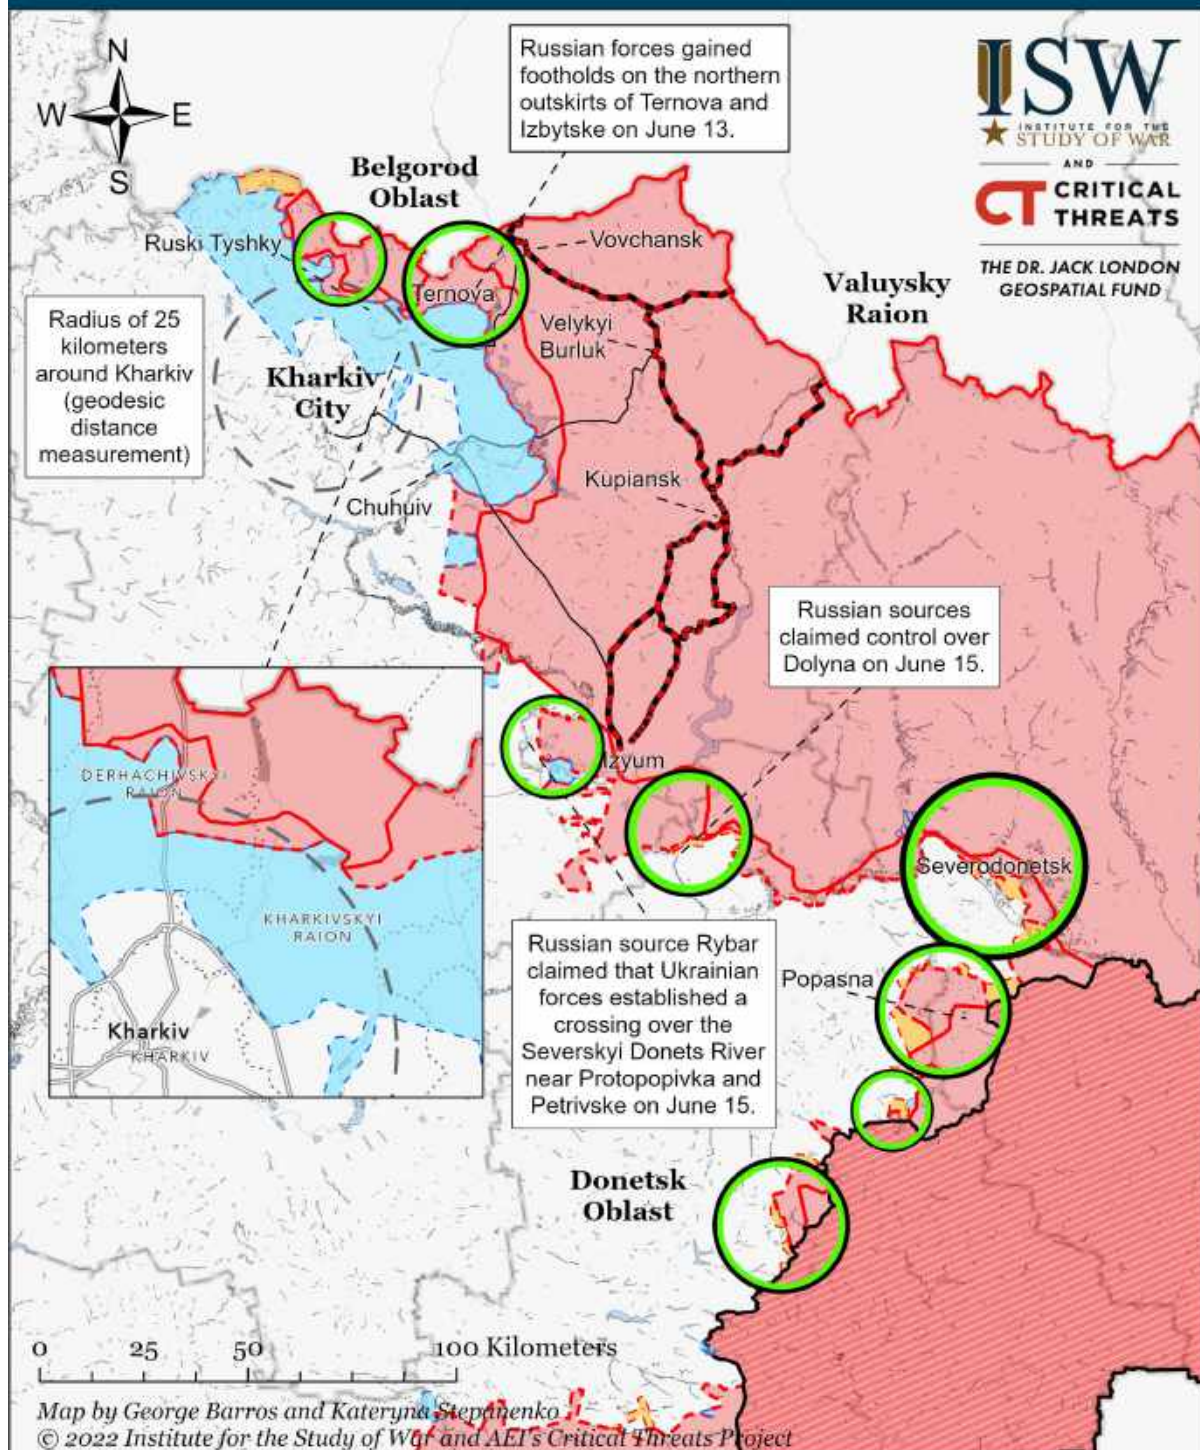 N
W
E
S
Russian forces gained
footholds on the northern
outskirts of Ternova and
Izbytske on June 13.
ISW
INSTITUTE FOR THE
STUDY OF WAR
AND
CT CRITICAL
THREATS
THE DR. JACK LONDON
GEOSPATIAL FUND
Belgorod
Oblast
Ruski Tyshky
Vovchansk
Ternova
Valuysky
Raion
Radius of 25
kilometers
around Kharkiv
(geodesic
distance
measurement)
Velykyi
Burluk
Kharkiv
City
Kupiansk
Chuhuiv
Russian sources
claimed control over
Dolyna on June 15.
DERHACHIVSKYI
RAION
KHARKIVSKYI
RAION
Kharkiv
KHARKIV
Izyum
Severodonetsk
Russian source Rybar
claimed that Ukrainian
forces established a
crossing over the
Severskyi Donets River
near Protopopivka and
Petrivske on June 15.
Popasna
Donetsk
Oblast
0 25 50 100 Kilometers
Map by George Barros and Kateryna Stepanenko
© 2022 Institute for the Study of War and AEI's Critical Threats Project